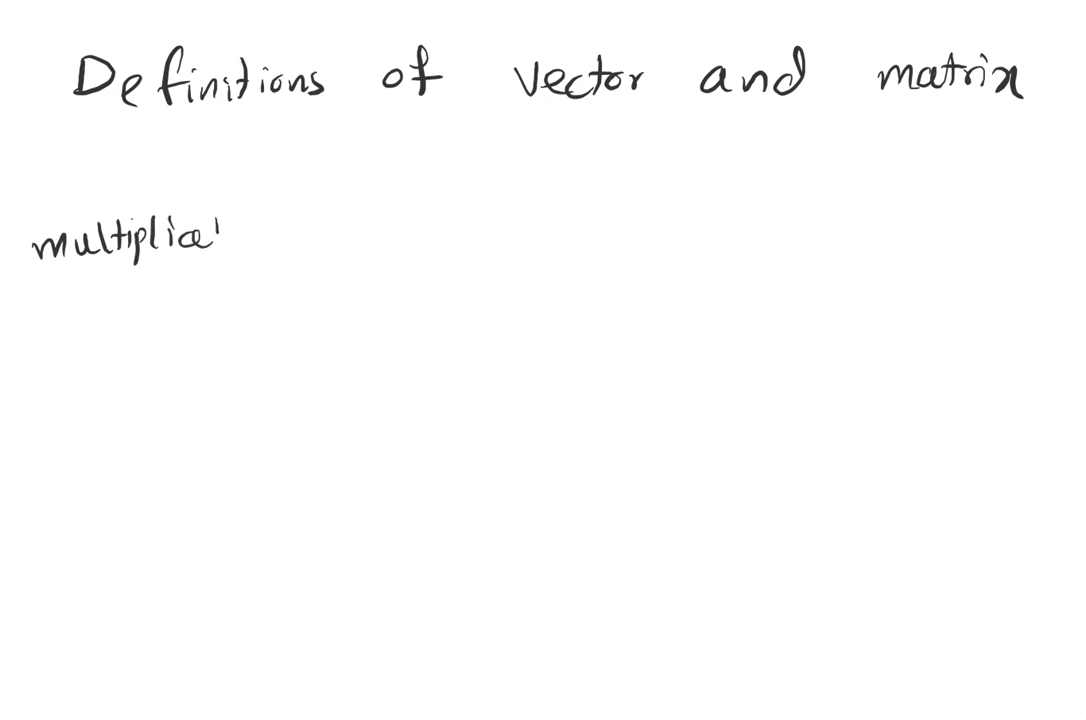 Definitions of vector and matrix
multiplica